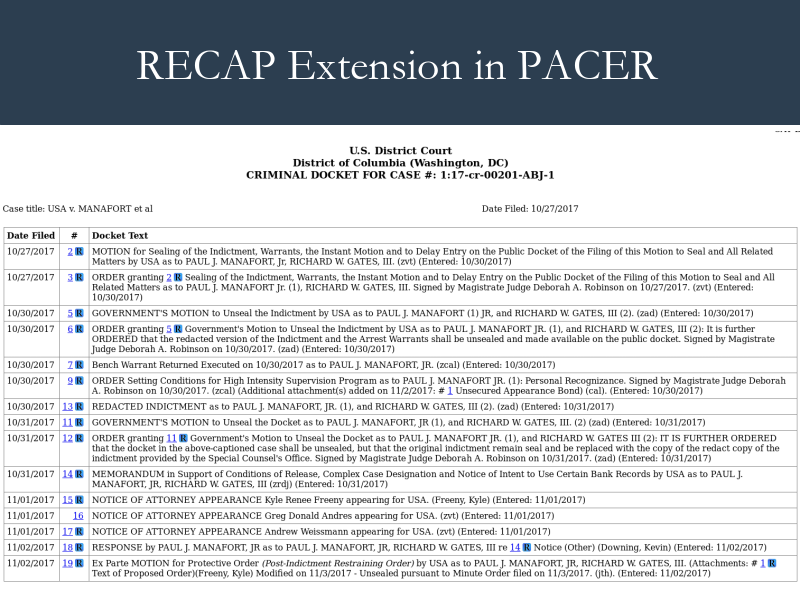 RECAP Extension in PACER
U.S. District Court
District of Columbia (Washington, DC)
CRIMINAL DOCKET FOR CASE #: 1:17-cr-00201-ABJ-1
Case title: USA v. MANAFORT et al Date Filed: 10/27/2017
Date Filed # Docket Text
10/27/2017 2 R MOTION for Sealing of the Indictment, Warrants, the Instant Motion and to Delay Entry on the Public Docket of the Filing of this Motion to Seal and All Related
Matters by USA as to PAUL J. MANAFORT, Jr, RICHARD W. GATES, III. (zvt) (Entered: 10/30/2017)
10/27/2017 3 R ORDER granting 2 R Sealing of the Indictment, Warrants, the Instant Motion and to Delay Entry on the Public Docket of the Filing of this Motion to Seal and All
Related Matters as to PAUL J. MANAFORT Jr. (1), RICHARD W. GATES, III. Signed by Magistrate Judge Deborah A. Robinson on 10/27/2017. (zvt) (Entered:
10/30/2017)
10/30/2017 5 R GOVERNMENT'S MOTION to Unseal the Indictment by USA as to PAUL J. MANAFORT (1) JR, and RICHARD W. GATES, III (2). (zad) (Entered: 10/30/2017)
10/30/2017 6 R ORDER granting 5 R Government's Motion to Unseal the Indictment by USA as to PAUL J. MANAFORT JR. (1), and RICHARD W. GATES, III (2): It is further
ORDERED that the redacted version of the Indictment and the Arrest Warrants shall be unsealed and made available on the public docket. Signed by Magistrate
Judge Deborah A. Robinson on 10/30/2017. (zad) (Entered: 10/30/2017)
10/30/2017 7 R Bench Warrant Returned Executed on 10/30/2017 as to PAUL J. MANAFORT, JR.. (zcal) (Entered: 10/30/2017)
10/30/2017 9 R ORDER Setting Conditions for High Intensity Supervision Program as to PAUL J. MANAFORT, JR. (1): Personal Recognizance. Signed by Magistrate Judge Deborah
A. Robinson on 10/30/2017. (zcal) (Additional attachment(s) added on 11/2/2017: # 1 Unsecured Appearance Bond) (cal). (Entered: 10/30/2017)
10/30/2017 13 R REDACTED INDICTMENT as to PAUL J. MANAFORT, JR. (1), and RICHARD W. GATES, III (2). (zad) (Entered: 10/31/2017)
10/31/2017 11 R GOVERNMENT'S MOTION to Unseal the Docket as to PAUL J. MANAFORT, JR (1), and RICHARD W. GATES, III. (2) (zad) (Entered: 10/31/2017)
10/31/2017 12 R ORDER granting 11 R Government's Motion to Unseal the Docket as to PAUL J. MANAFORT JR. (1), and RICHARD W. GATES III (2): IT IS FURTHER ORDERED
that the docket in the above-captioned case shall be unsealed, but that the original indictment remain seal and be replaced with the copy of the redact copy of the
indictment provided by the Special Counsel's Office. Signed by Magistrate Judge Deborah A. Robinson on 10/31/2017. (zad) (Entered: 10/31/2017)
10/31/2017 14 R MEMORANDUM in Support of Conditions of Release, Complex Case Designation and Notice of Intent to Use Certain Bank Records by USA as to PAUL J.
MANAFORT, JR, RICHARD W. GATES, III (zrdj) (Entered: 10/31/2017)
11/01/2017 15 R NOTICE OF ATTORNEY APPEARANCE Kyle Renee Freeny appearing for USA. (Freeny, Kyle) (Entered: 11/01/2017)
11/01/2017 16 NOTICE OF ATTORNEY APPEARANCE Greg Donald Andres appearing for USA. (zvt) (Entered: 11/01/2017)
11/01/2017 17 R NOTICE OF ATTORNEY APPEARANCE Andrew Weissmann appearing for USA. (zvt) (Entered: 11/01/2017)
11/02/2017 18 R RESPONSE by PAUL J. MANAFORT, JR as to PAUL J. MANAFORT, JR, RICHARD W. GATES, III re 14 R Notice (Other) (Downing, Kevin) (Entered: 11/02/2017)
11/02/2017 19 R Ex Parte MOTION for Protective Order (Post-Indictment Restraining Order) by USA as to PAUL J. MANAFORT, JR, RICHARD W. GATES, III. (Attachments: # 1 R
Text of Proposed Order)(Freeny, Kyle) Modified on 11/3/2017 - Unsealed pursuant to Minute Order filed on 11/3/2017. (jth). (Entered: 11/02/2017)